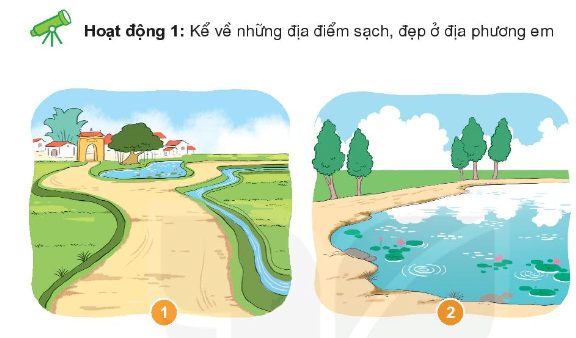 Hoạt động 1: Kể về những địa điểm sạch, đẹp ở địa phương em
1
2